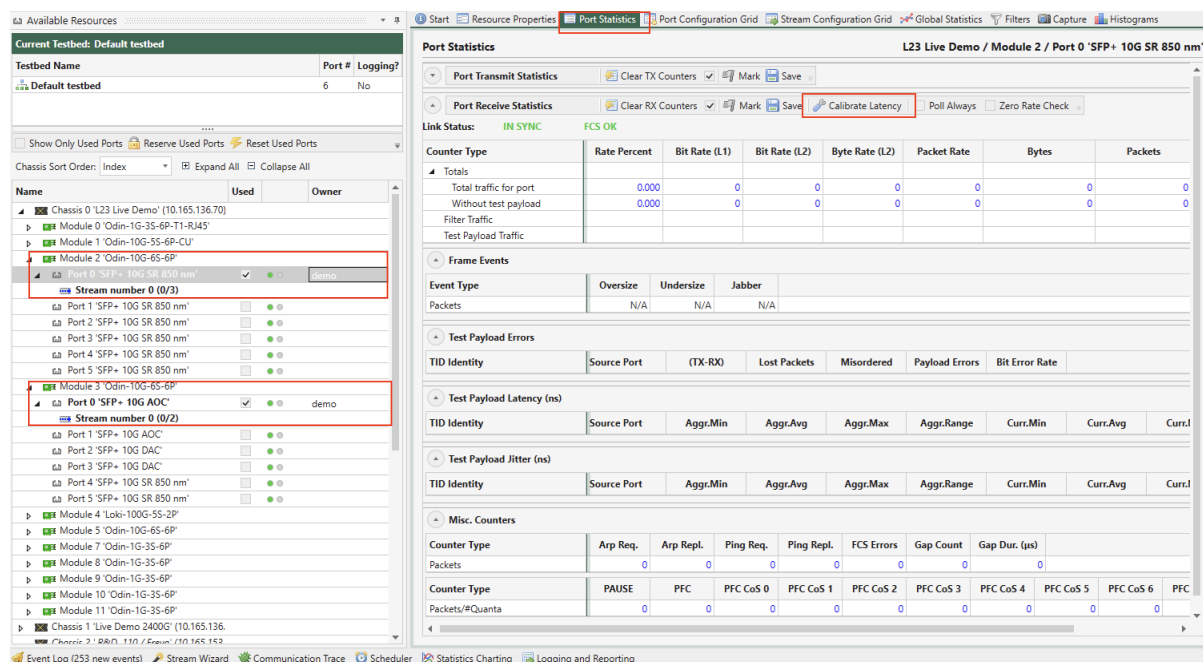 Available Resources
Current Testbed: Default testbed
Testbed Name Port # Logging?
Default testbed 6 No
Show Only Used Ports Reserve Used Ports Reset Used Ports
Chassis Sort Order: Index Expand All Collapse All
Name Used Owner
Chassis 0 'L23 Live Demo' (10.165.136.70)
Module 0 'Odin-1G-3S-6P-T1-RJ45'
Module 1 'Odin-10G-5S-6P-CU'
Module 2 'Odin-10G-6S-6P'
Port 0 'SFP+ 10G SR 850 nm' demo
Stream number 0 (0/3)
Port 1 'SFP+ 10G SR 850 nm'
Port 2 'SFP+ 10G SR 850 nm'
Port 3 'SFP+ 10G SR 850 nm'
Port 4 'SFP+ 10G SR 850 nm'
Port 5 'SFP+ 10G SR 850 nm'
Module 3 'Odin-10G-6S-6P'
Port 0 'SFP+ 10G AOC' demo
Stream number 0 (0/2)
Port 1 'SFP+ 10G AOC'
Port 2 'SFP+ 10G DAC'
Port 3 'SFP+ 10G DAC'
Port 4 'SFP+ 10G SR 850 nm'
Port 5 'SFP+ 10G SR 850 nm'
Module 4 'Loki-100G-5S-2P'
Module 5 'Odin-10G-6S-6P'
Module 7 'Odin-1G-3S-6P'
Module 8 'Odin-1G-3S-6P'
Module 9 'Odin-1G-3S-6P'
Module 10 'Odin-1G-3S-6P'
Module 11 'Odin-1G-3S-6P'
Chassis 1 'Live Demo 2400G' (10.165.136.
Chassis 2 ' R&D 110 / Freya' (10.165.153
Start Resource Properties Port Statistics Port Configuration Grid Stream Configuration Grid Global Statistics Filters Capture Histograms
Port Statistics L23 Live Demo / Module 2 / Port 0 'SFP+ 10G SR 850 nm'
Port Transmit Statistics Clear TX Counters Mark Save
Port Receive Statistics Clear RX Counters Mark Save Calibrate Latency Poll Always Zero Rate Check
Link Status: IN SYNC FCS OK
Counter Type Rate Percent Bit Rate (L1) Bit Rate (L2) Byte Rate (L2) Packet Rate Bytes Packets
Totals
Total traffic for port 0.000 0 0 0 0 0 0
Without test payload 0.000 0 0 0 0 0 0
Filter Traffic
Test Payload Traffic
Frame Events
Event Type Oversize Undersize Jabber
Packets N/A N/A N/A
Test Payload Errors
TID Identity Source Port (TX-RX) Lost Packets Misordered Payload Errors Bit Error Rate
Test Payload Latency (ns)
TID Identity Source Port Aggr.Min Aggr.Avg Aggr.Max Aggr.Range Curr.Min Curr.Avg
Test Payload Jitter (ns)
TID Identity Source Port Aggr.Min Aggr.Avg Aggr.Max Aggr.Range Curr.Min Curr.Avg
Misc. Counters
Counter Type Arp Req. Arp Repl. Ping Req. Ping Repl. FCS Errors Gap Count Gap Dur. (µs)
Packets 0 0 0 0 0 0 0
Counter Type PAUSE PFC PFC CoS 0 PFC CoS 1 PFC CoS 2 PFC CoS 3 PFC CoS 4 PFC CoS 5 PFC CoS 6 PFC
Packets/#Quanta 0 0 0 0 0 0 0 0 0
Event Log (253 new events) Stream Wizard Communication Trace Scheduler Statistics Charting Logging and Reporting